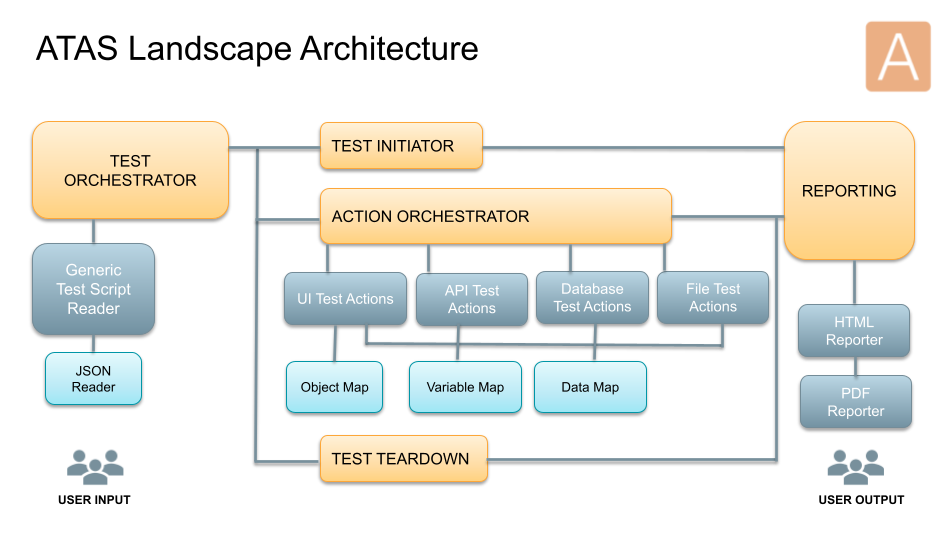 ATAS Landscape Architecture
A
TEST
ORCHESTRATOR
TEST INITIATOR
REPORTING
ACTION ORCHESTRATOR
Generic
Test Script
Reader
UI Test Actions
API Test
Actions
Database
Test Actions
File Test
Actions
HTML
Reporter
JSON
Reader
Object Map
Variable Map
Data Map
PDF
Reporter
TEST TEARDOWN
USER INPUT
USER OUTPUT